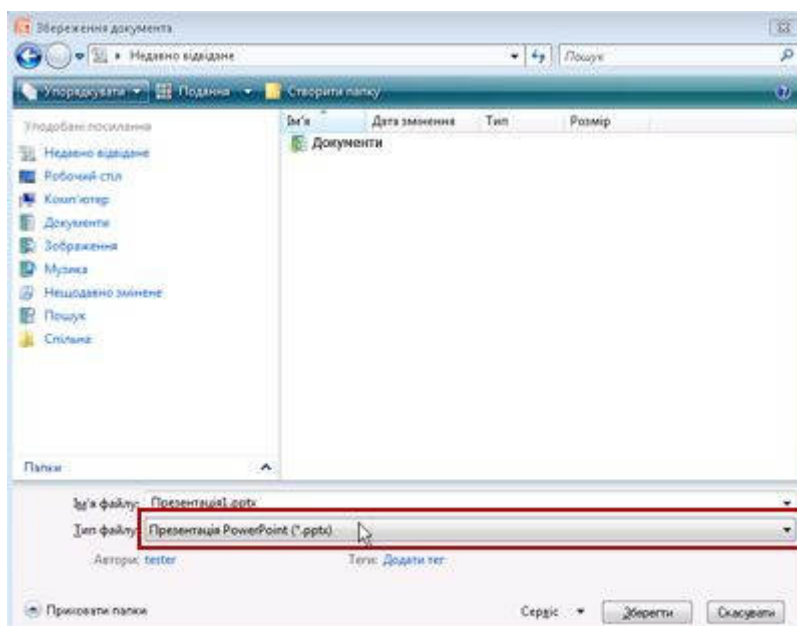 Збереження документа
Недавно відвідане
Пошук
Упорядкувати Подання Створити папку
Уподобані посилання
Ім'я Дата змінення Тип Розмір
Документи
Недавно відвідане
Робочий стіл
Комп'ютер
Документи
Зображення
Музика
Нещодавно змінене
Пошук
Спільна
Папки
Ім'я файлу: Презентація1.pptx
Тип файлу: Презентація PowerPoint (*.pptx)
Автори: tester Теги: Додати тег
Приховати папки Сервіс Зберегти Скасувати